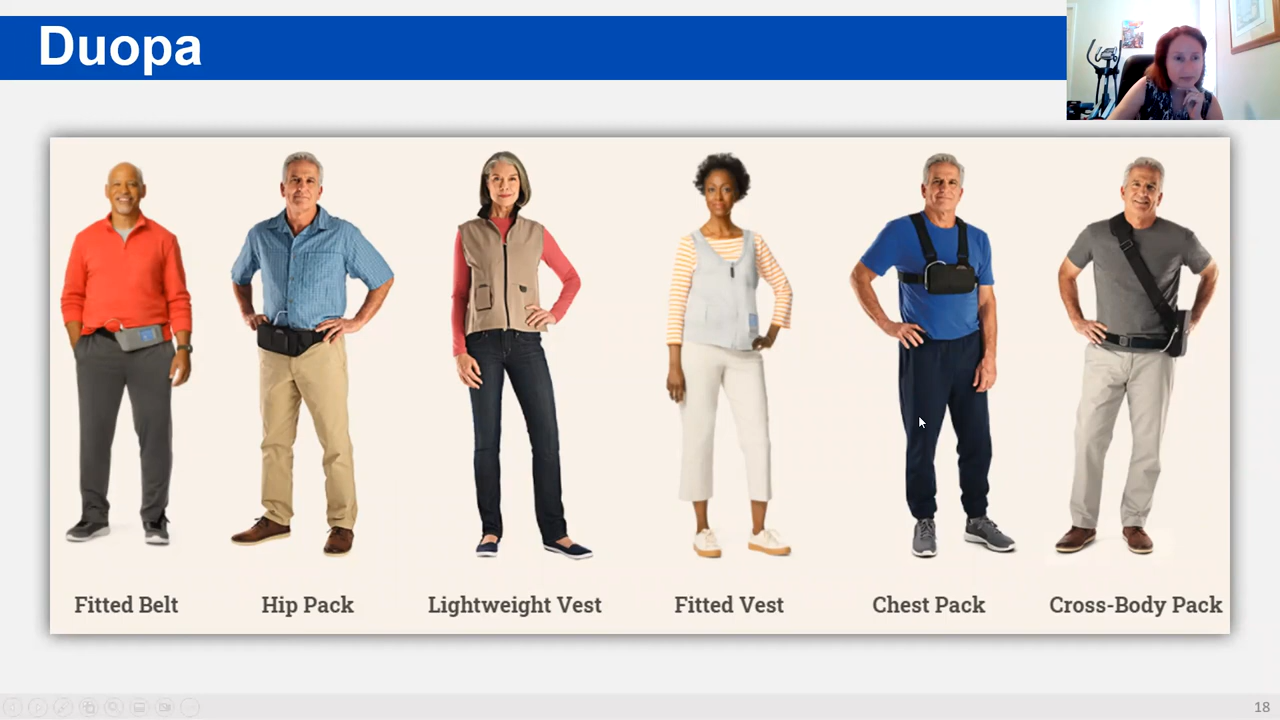 Duopa
Fitted Belt
Hip Pack
Lightweight Vest
Fitted Vest
Chest Pack
Cross-Body Pack
18